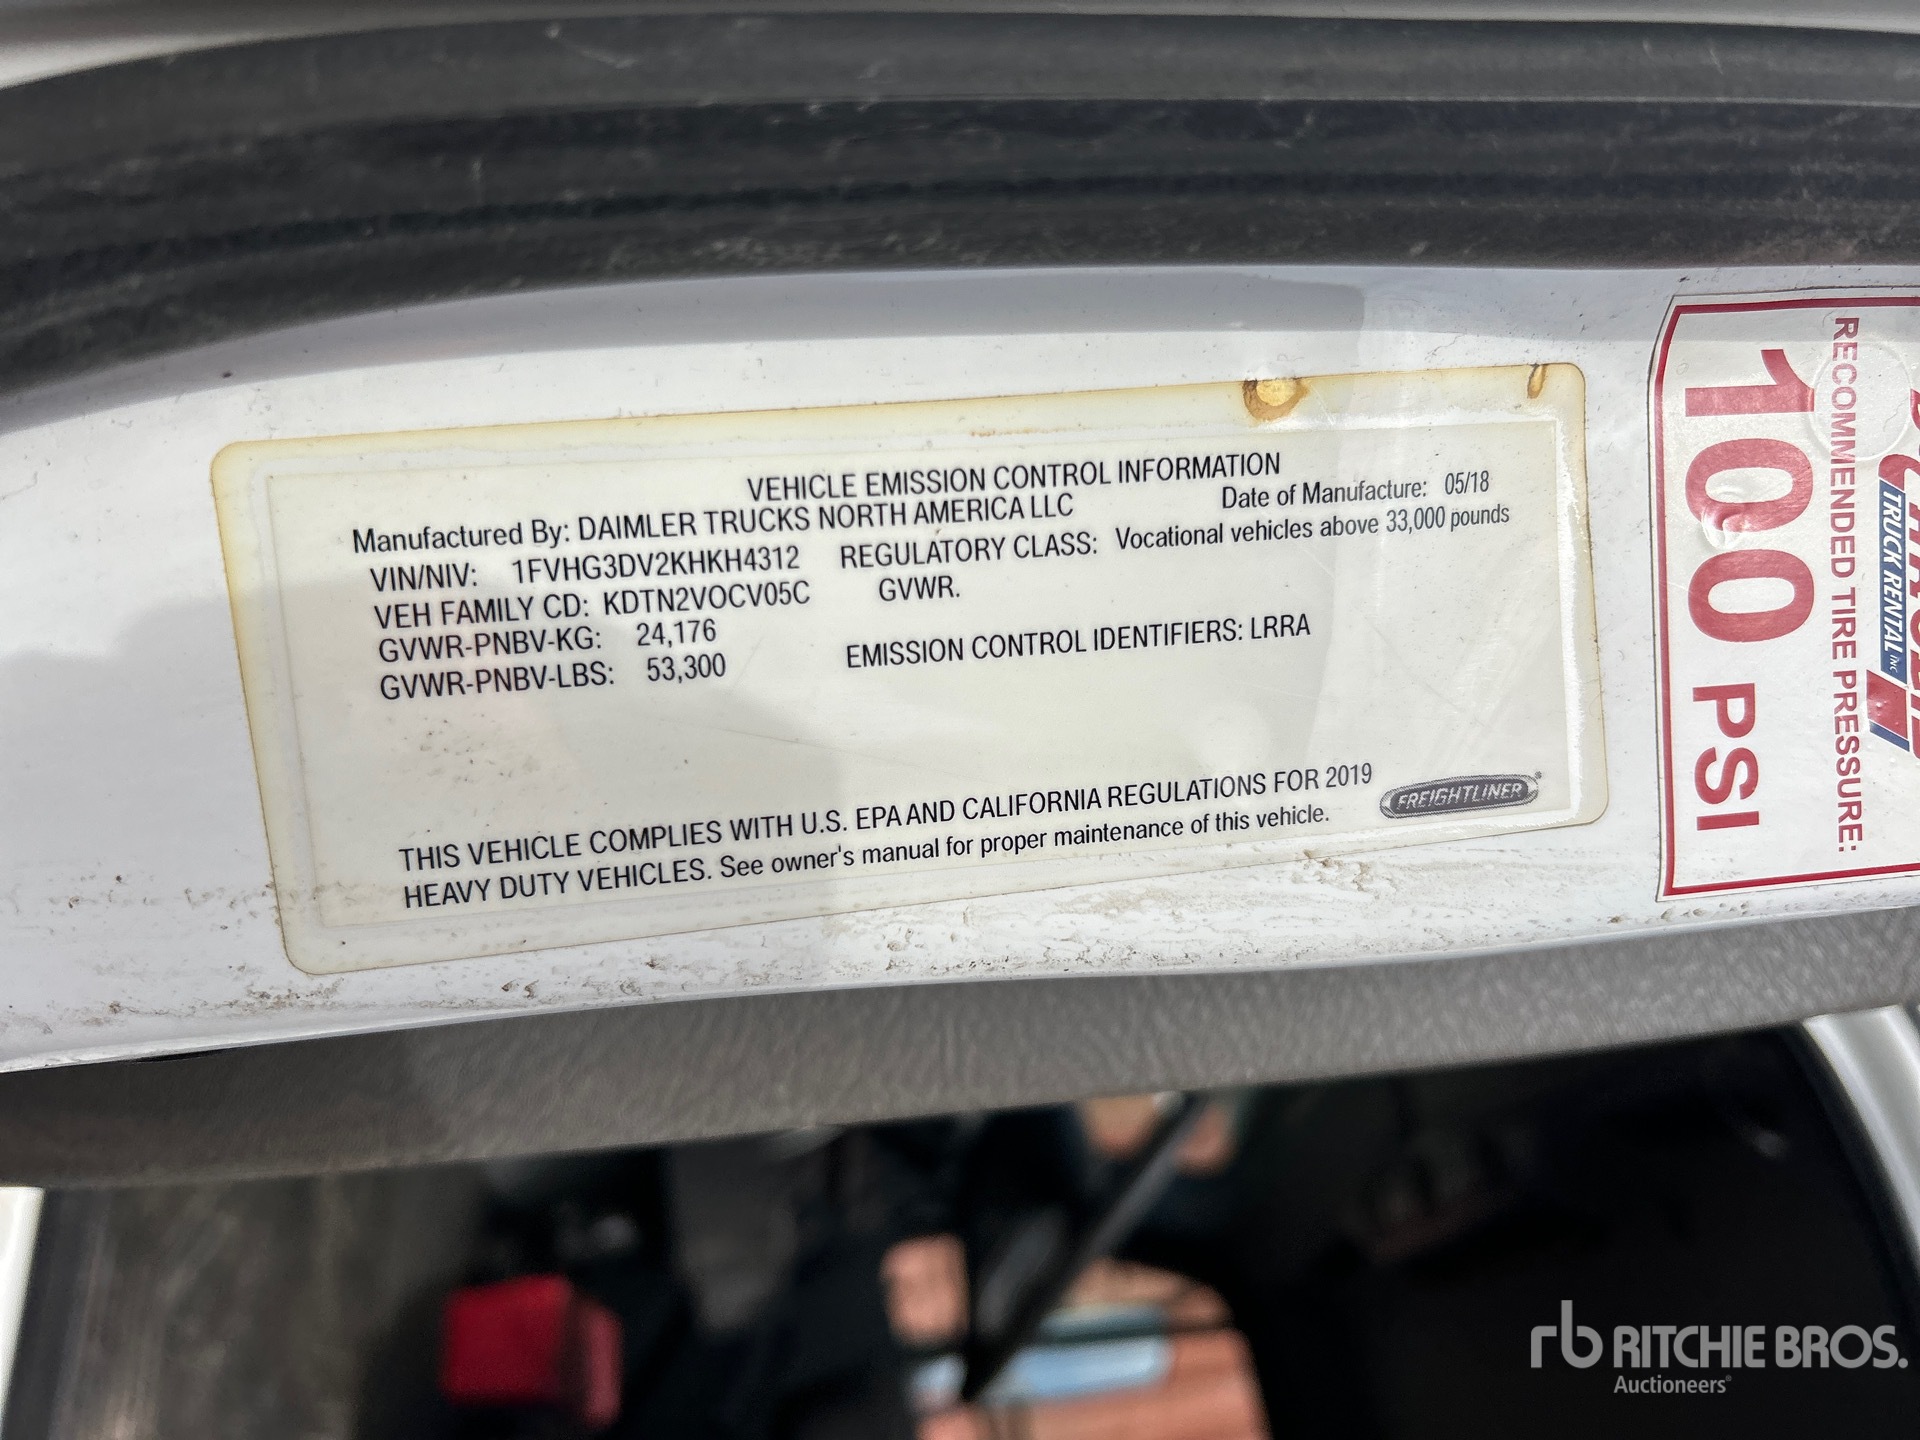 VEHICLE EMISSION CONTROL INFORMATION
Manufactured By: DAIMLER TRUCKS NORTH AMERICA LLC Date of Manufacture: 05/18
VIN/NIV: 1FVHG3DV2KHKH4312 REGULATORY CLASS: Vocational vehicles above 33,000 pounds
VEH FAMILY CD: KDTN2VOCV05C GVWR.
GVWR-PNBV-KG: 24,176
GVWR-PNBV-LBS: 53,300 EMISSION CONTROL IDENTIFIERS: LRRA
THIS VEHICLE COMPLIES WITH U.S. EPA AND CALIFORNIA REGULATIONS FOR 2019
HEAVY DUTY VEHICLES. See owner's manual for proper maintenance of this vehicle.
FREIGHTLINER
TRUCK RENTAL INC
RECOMMENDED TIRE PRESSURE:
100 PSI
rb RITCHIE BROS.
Auctioneers